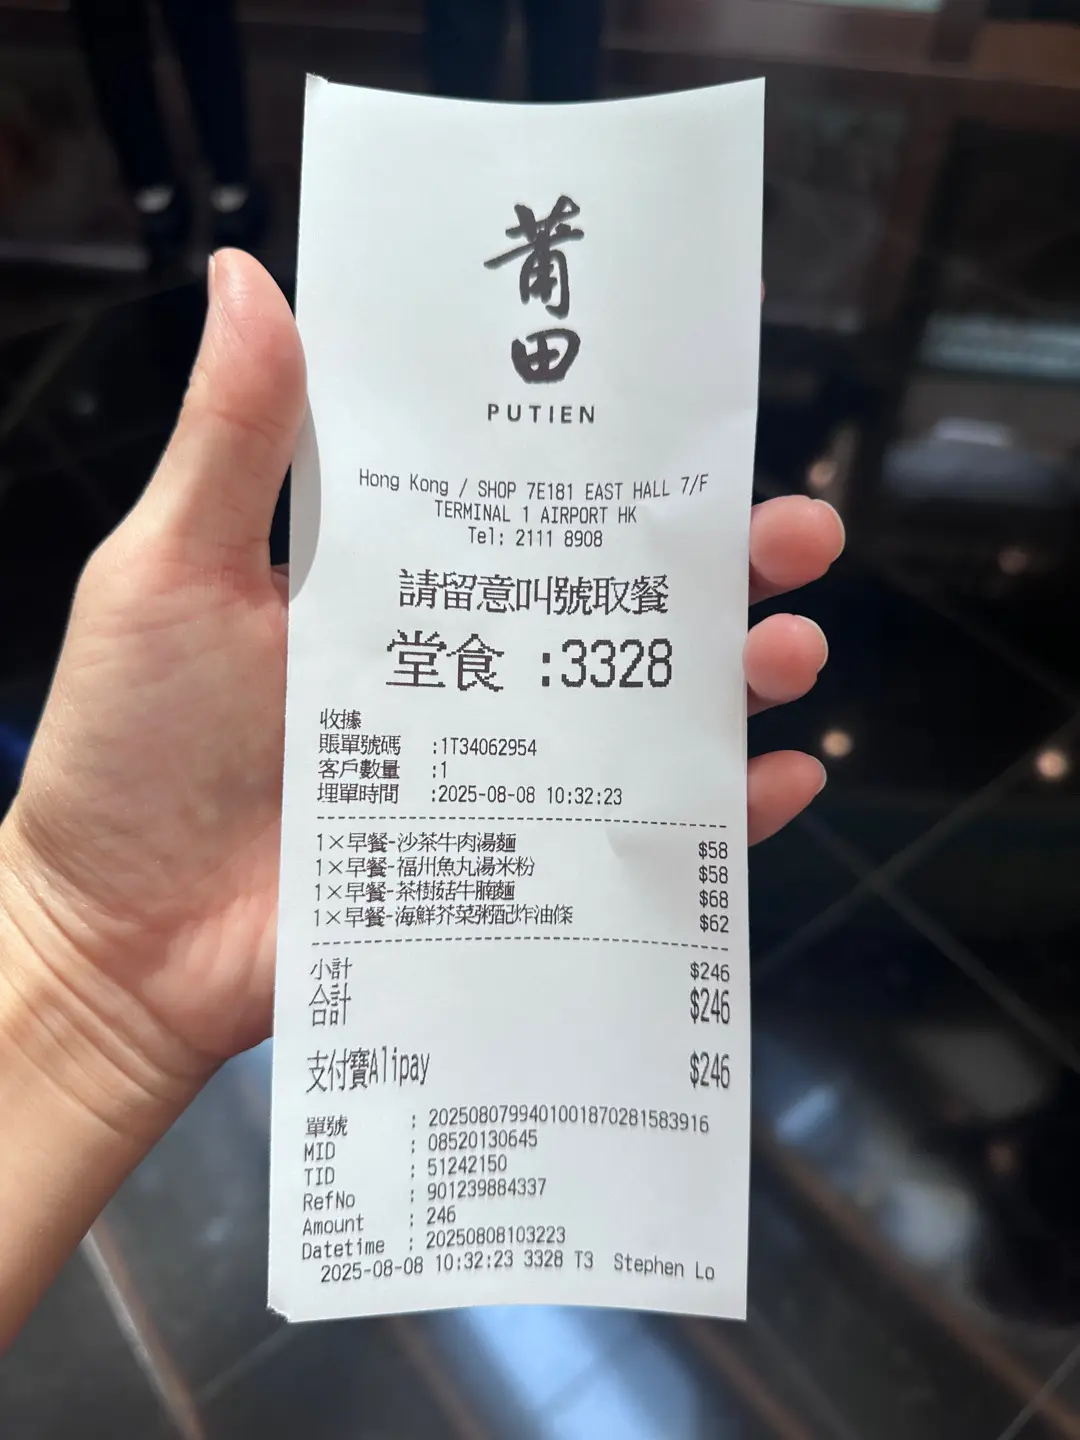 莆
田
PUTIEN
Hong Kong / SHOP 7E181 EAST HALL 7/F
TERMINAL 1 AIRPORT HK
Tel: 2111 8908
請留意叫號取餐
堂食 :3328
收據
賬單號碼 :1T34062954
客戶數量 :1
埋單時間 :2025-08-08 10:32:23
1×早餐-沙茶牛肉湯麵 $58
1×早餐-福州魚丸湯米粉 $58
1×早餐-茶樹菇牛腩麵 $68
1×早餐-海鮮芥菜粥配炸油條 $62
小計 $246
合計 $246
支付寶Alipay $246
單號 : 2025080799401001870281583916
MID : 08520130645
TID : 51242150
RefNo : 901239884337
Amount : 246
Datetime : 20250808103223
2025-08-08 10:32:23 3328 T3 Stephen Lo